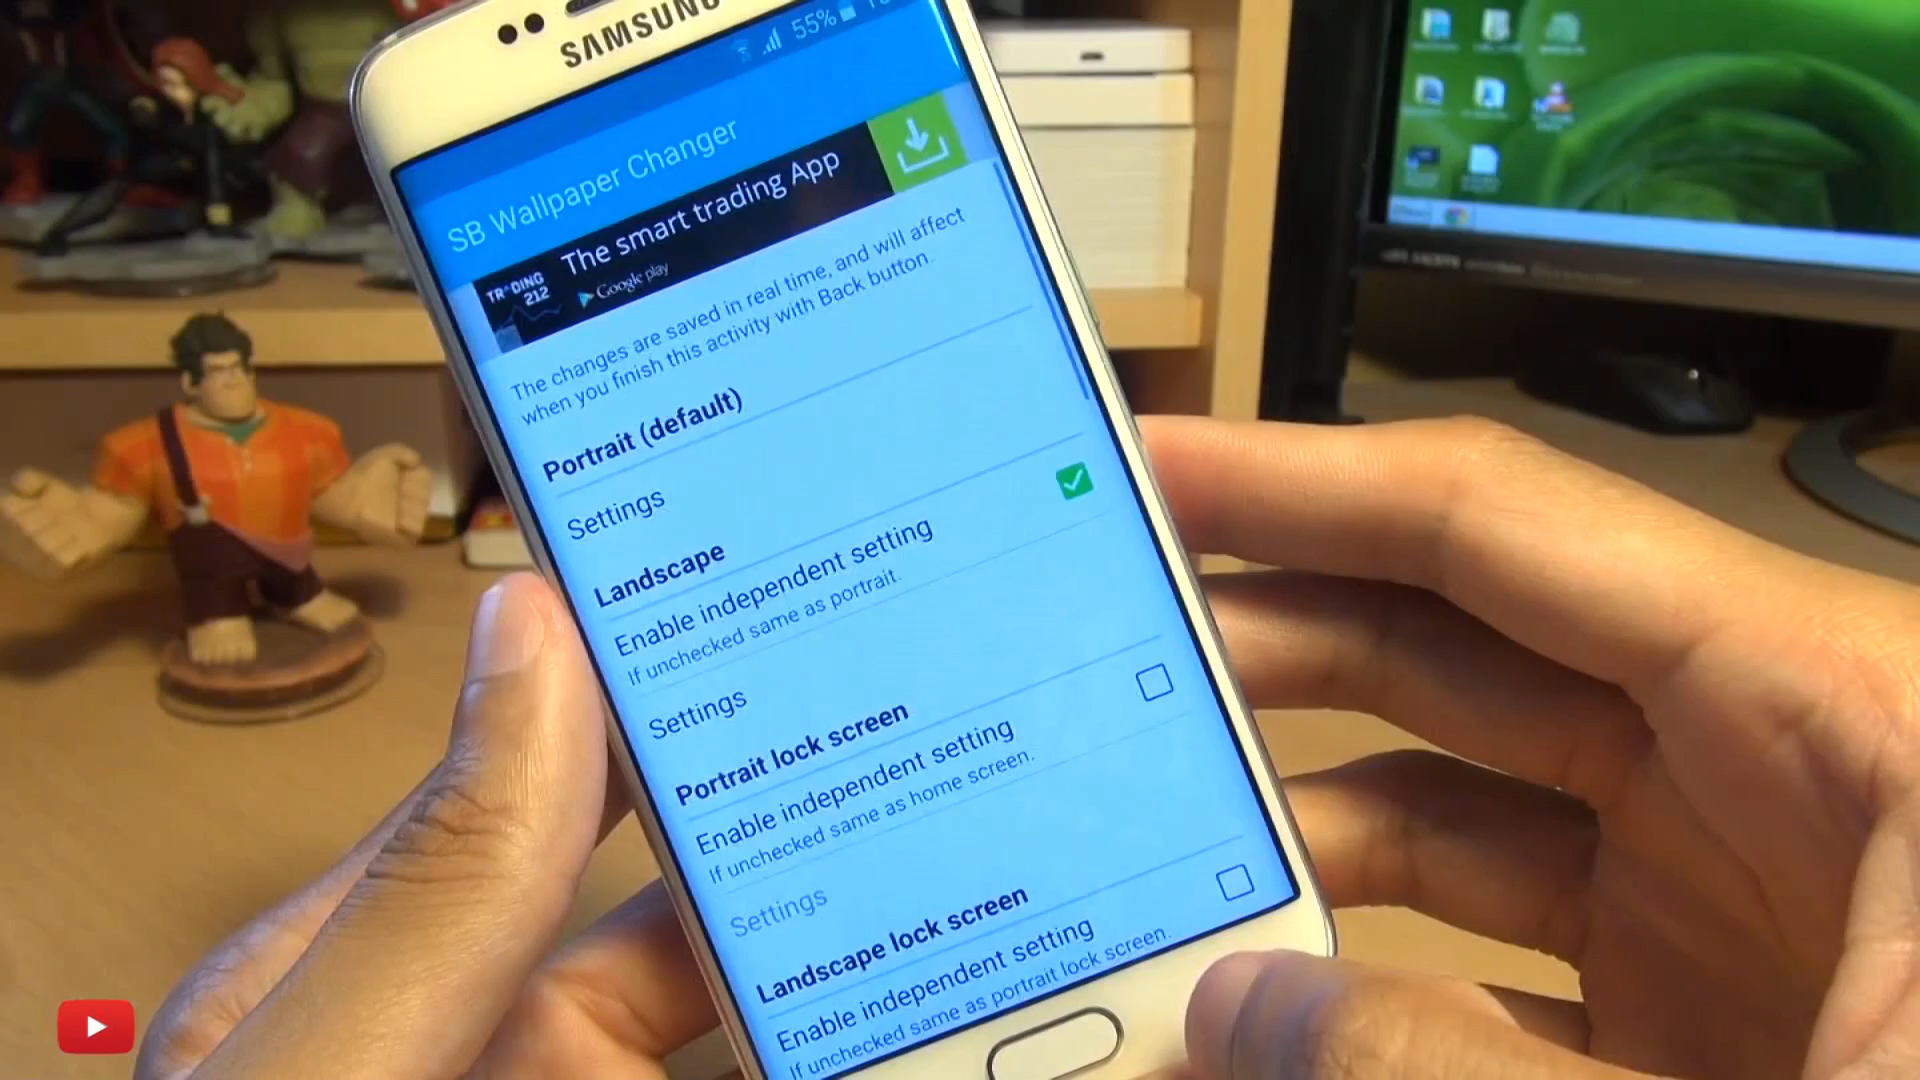 SAMSUNG
55%
SB Wallpaper Changer
The smart trading App
TRADING
212
Google play
The changes are saved in real time, and will affect
when you finish this activity with Back button.
Portrait (default)
Settings
Landscape
Enable independent setting
If unchecked same as portrait.
Settings
Portrait lock screen
Enable independent setting
If unchecked same as home screen.
Settings
Landscape lock screen
Enable independent setting
If unchecked same as portrait lock screen.